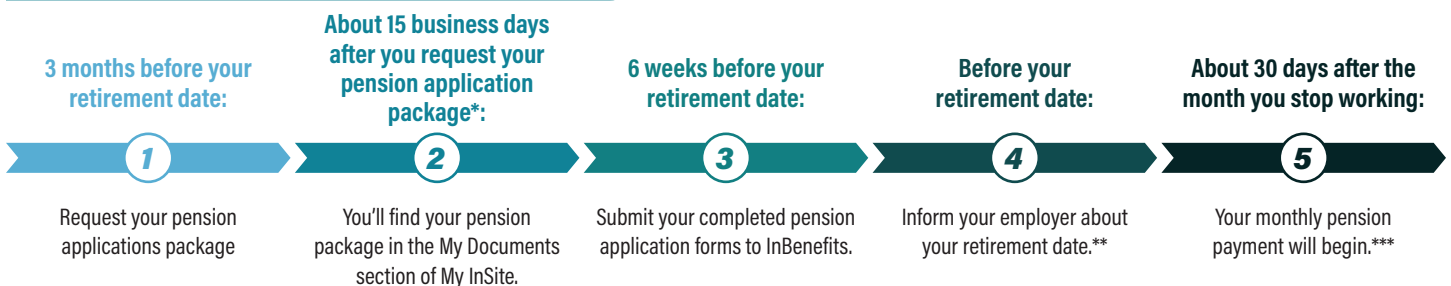 3 months before your
retirement date:
1
Request your pension
applications package
About 15 business days
after you request your
pension application
package*:
2
You'll find your pension
package in the My Documents
section of My InSite.
6 weeks before your
retirement date:
3
Submit your completed pension
application forms to InBenefits.
Before your
retirement date:
4
Inform your employer about
your retirement date.**
About 30 days after the
month you stop working:
5
Your monthly pension
payment will begin.***